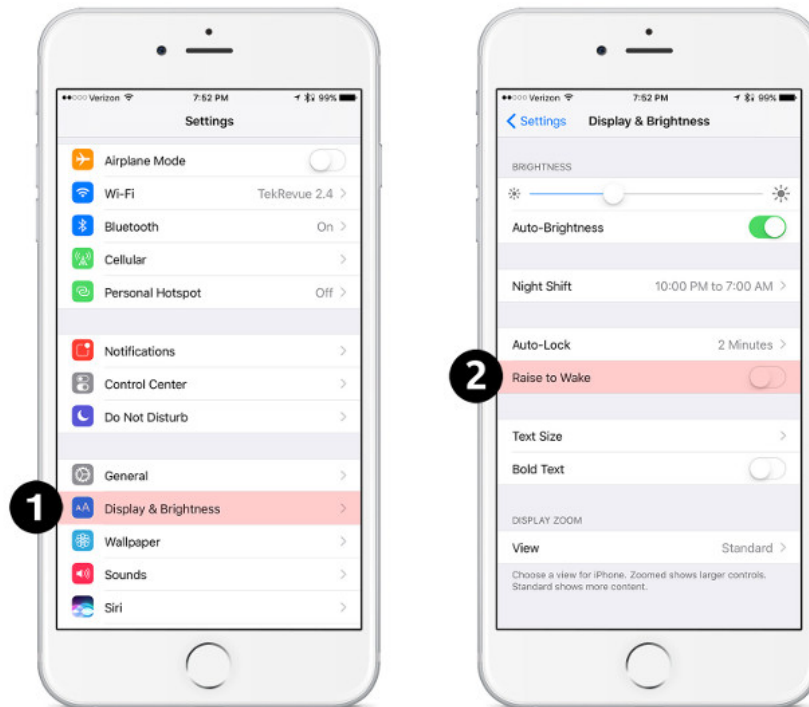 Verizon 7:52 PM 99%
Settings
Airplane Mode
Wi-Fi TekRevue 2.4
Bluetooth On
Cellular
Personal Hotspot Off
Notifications
Control Center
Do Not Disturb
General
1 AA Display & Brightness
Wallpaper
Sounds
Siri
Verizon 7:52 PM 99%
Settings Display & Brightness
BRIGHTNESS
Auto-Brightness
Night Shift 10:00 PM to 7:00 AM
Auto-Lock 2 Minutes
2 Raise to Wake
Text Size
Bold Text
DISPLAY ZOOM
View Standard
Choose a view for iPhone. Zoomed shows larger controls.
Standard shows more content.